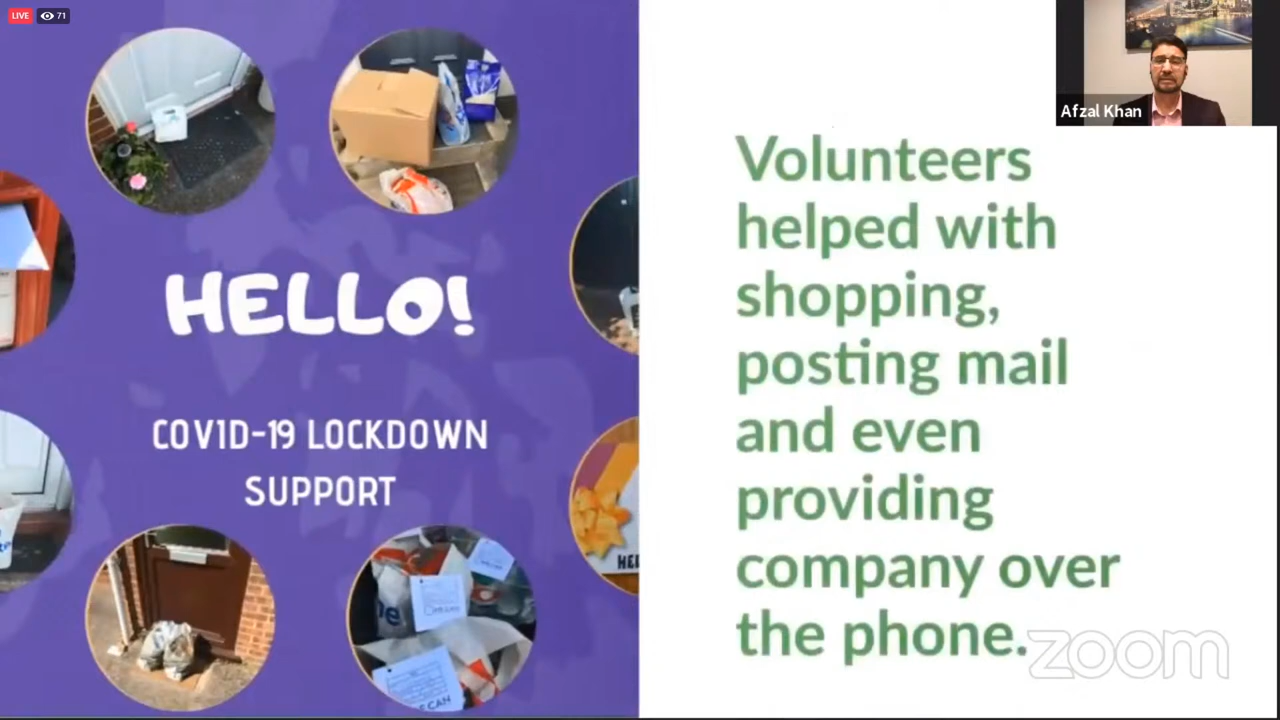 LIVE 71
Afzal Khan
HELLO!
COVID-19 LOCKDOWN
SUPPORT
Volunteers
helped with
shopping,
posting mail
and even
providing
company over
the phone.
zoom